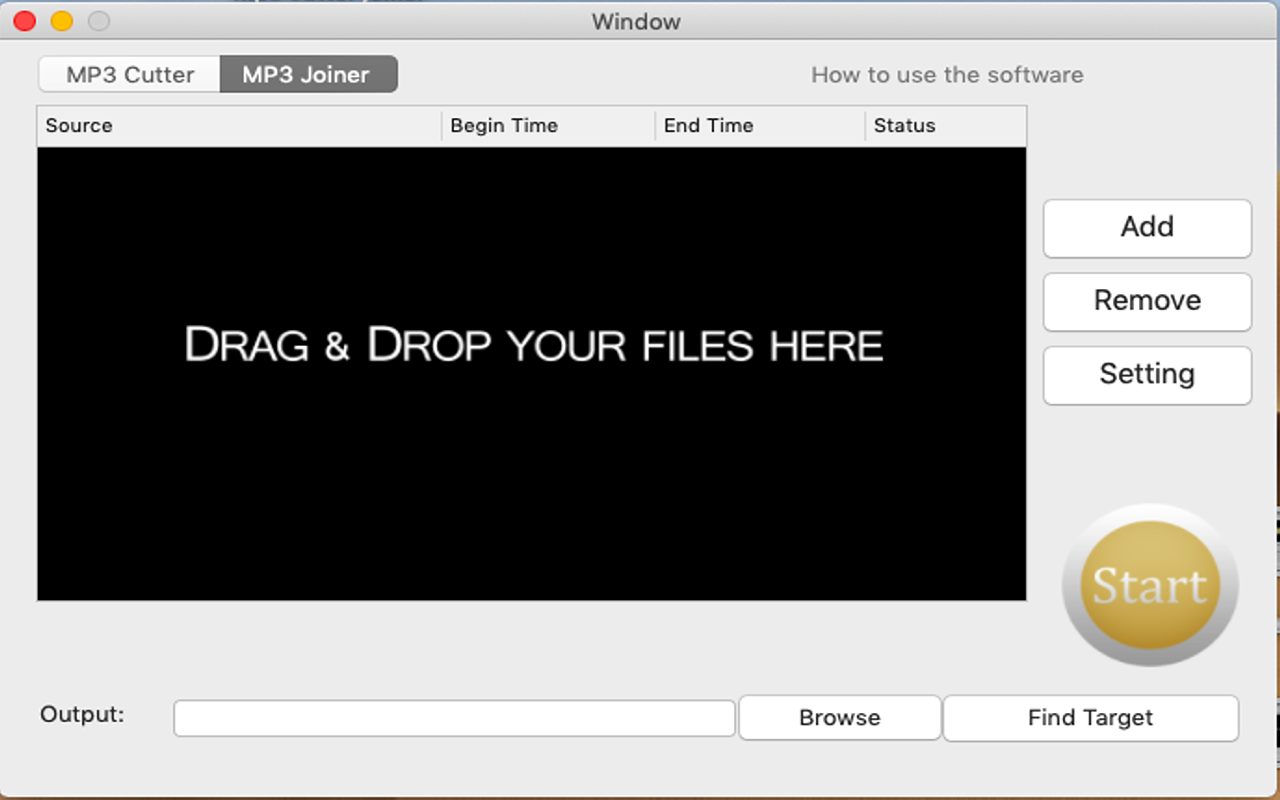 Window
MP3 Cutter MP3 Joiner How to use the software
Source Begin Time End Time Status
Add
Remove
DRAG & DROP YOUR FILES HERE
Setting
Start
Output: Browse Find Target